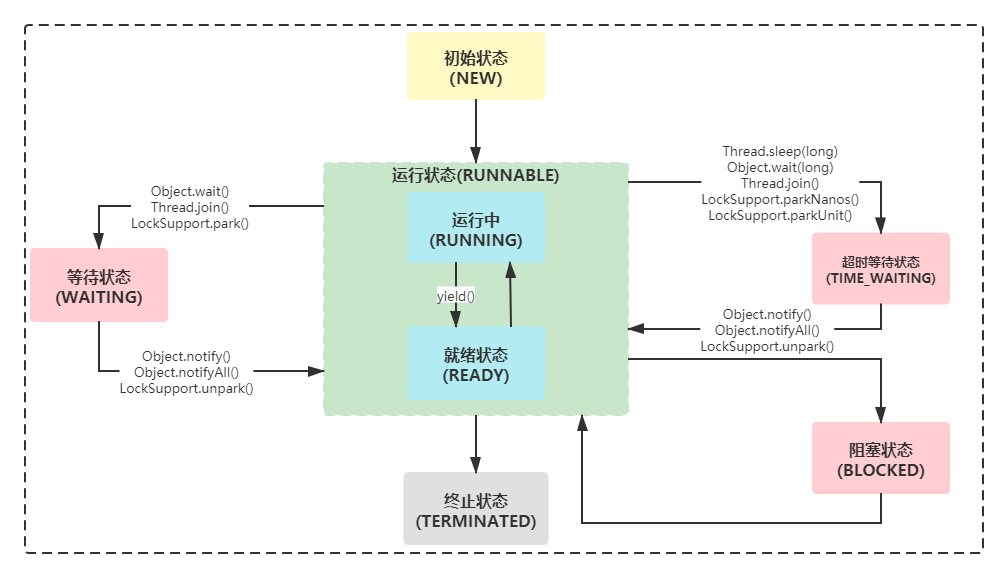 初始状态
(NEW)
运行状态(RUNNABLE)
Thread.sleep(long)
Object.wait(long)
Thread.join()
LockSupport.parkNanos()
LockSupport.parkUnit()
Object.wait()
Thread.join()
LockSupport.park()
运行中
(RUNNING)
等待状态
(WAITING)
超时等待状态
(TIME_WAITING)
yield()
Object.notify()
Object.notifyAll()
LockSupport.unpark()
Object.notify()
Object.notifyAll()
LockSupport.unpark()
就绪状态
(READY)
阻塞状态
(BLOCKED)
终止状态
(TERMINATED)